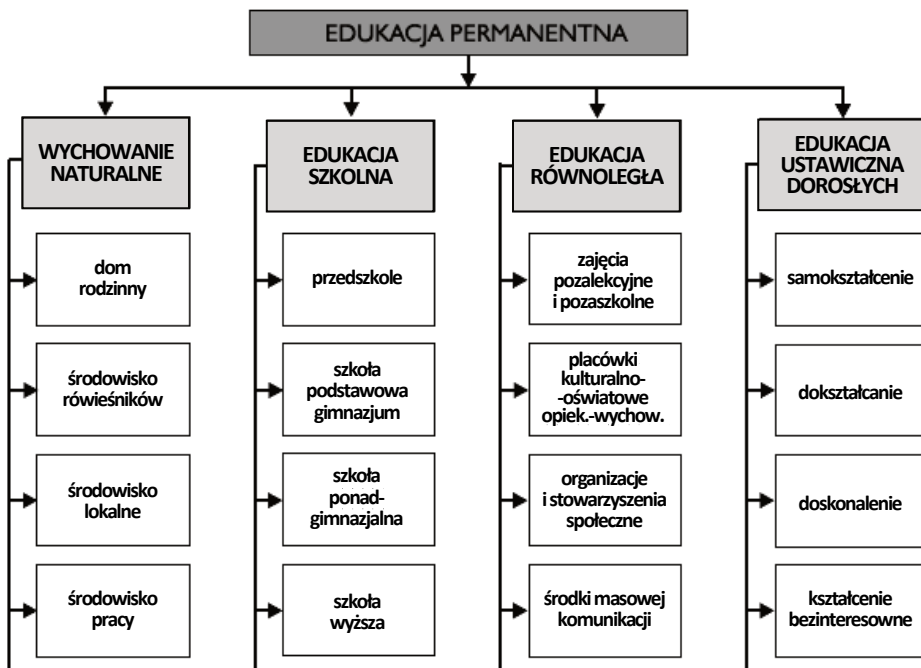 EDUKACJA PERMANENTNA
WYCHOWANIE
NATURALNE
dom
rodzinny
środowisko
rówieśników
środowisko
lokalne
środowisko
pracy
EDUKACJA
SZKOLNA
przedszkole
szkoła
podstawowa
gimnazjum
szkoła
ponad-
gimnazjalna
szkoła
wyższa
EDUKACJA
RÓWNOLEGŁA
zajęcia
pozalekcyjne
i pozaszkolne
placówki
kulturalno-
-oświatowe
opiek.-wychow.
organizacje
i stowarzyszenia
społeczne
środki masowej
komunikacji
EDUKACJA
USTAWICZNA
DOROSŁYCH
samokształcenie
dokształcanie
doskonalenie
kształcenie
bezinteresowne